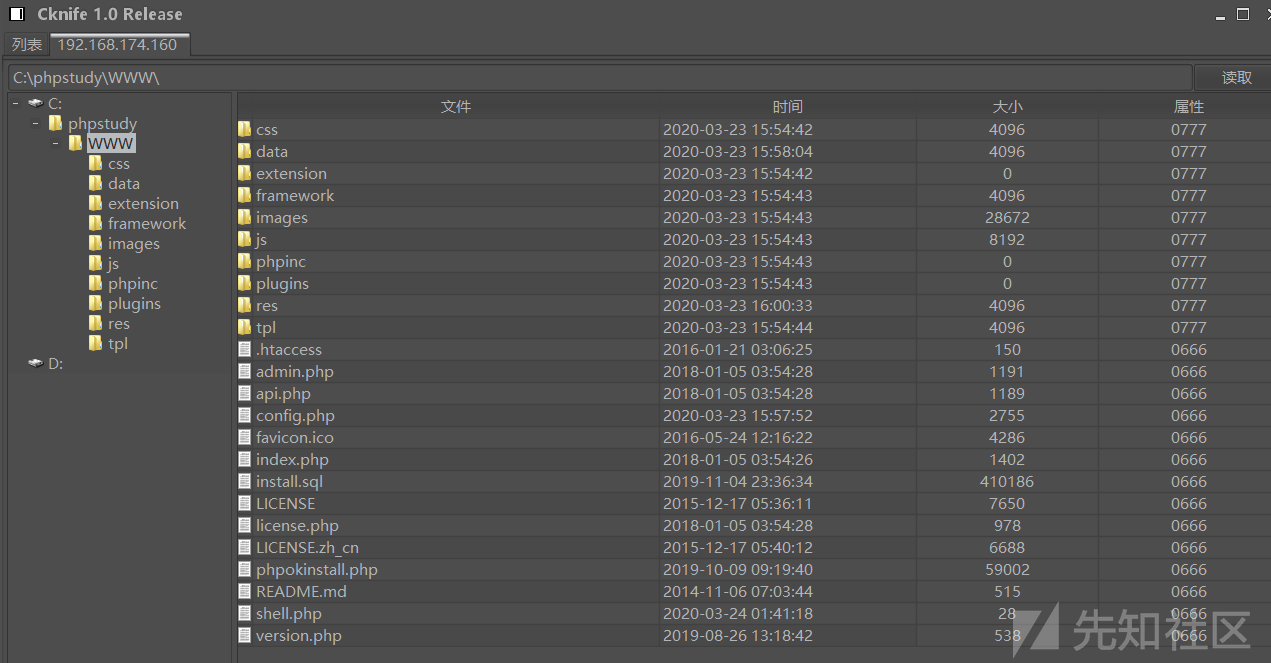 Cknife 1.0 Release
列表 192.168.174.160
C:\phpstudy\WWW\ 读取
C:
phpstudy
WWW
css
data
extension
framework
images
js
phpinc
plugins
res
tpl
D:
文件 时间 大小 属性
css 2020-03-23 15:54:42 4096 0777
data 2020-03-23 15:58:04 4096 0777
extension 2020-03-23 15:54:42 0 0777
framework 2020-03-23 15:54:43 4096 0777
images 2020-03-23 15:54:43 28672 0777
js 2020-03-23 15:54:43 8192 0777
phpinc 2020-03-23 15:54:43 0 0777
plugins 2020-03-23 15:54:43 0 0777
res 2020-03-23 16:00:33 4096 0777
tpl 2020-03-23 15:54:44 4096 0777
.htaccess 2016-01-21 03:06:25 150 0666
admin.php 2018-01-05 03:54:28 1191 0666
api.php 2018-01-05 03:54:28 1189 0666
config.php 2020-03-23 15:57:52 2755 0666
favicon.ico 2016-05-24 12:16:22 4286 0666
index.php 2018-01-05 03:54:26 1402 0666
install.sql 2019-11-04 23:36:34 410186 0666
LICENSE 2015-12-17 05:36:11 7650 0666
license.php 2018-01-05 03:54:28 978 0666
LICENSE.zh_cn 2015-12-17 05:40:12 6688 0666
phpokinstall.php 2019-10-09 09:19:40 59002 0666
README.md 2014-11-06 07:03:44 515 0666
shell.php 2020-03-24 01:41:18 28 0666
version.php 2019-08-26 13:18:42 538 0666
先知社区